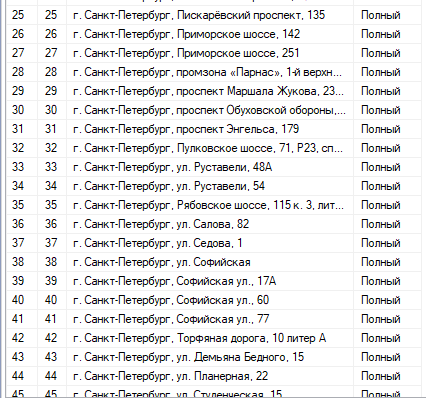 25 25 г. Санкт-Петербург, Пискарёвский проспект, 135 Полный
26 26 г. Санкт-Петербург, Приморское шоссе, 142 Полный
27 27 г. Санкт-Петербург, Приморское шоссе, 251 Полный
28 28 г. Санкт-Петербург, промзона «Парнас», 1-й верхн... Полный
29 29 г. Санкт-Петербург, проспект Маршала Жукова, 23... Полный
30 30 г. Санкт-Петербург, проспект Обуховской обороны,... Полный
31 31 г. Санкт-Петербург, проспект Энгельса, 179 Полный
32 32 г. Санкт-Петербург, Пулковское шоссе, 71, Р23, сп... Полный
33 33 г. Санкт-Петербург, ул. Руставели, 48А Полный
34 34 г. Санкт-Петербург, ул. Руставели, 54 Полный
35 35 г. Санкт-Петербург, Рябовское шоссе, 115 к. 3, лит... Полный
36 36 г. Санкт-Петербург, ул. Салова, 82 Полный
37 37 г. Санкт-Петербург, ул. Седова, 1 Полный
38 38 г. Санкт-Петербург, ул. Софийская Полный
39 39 г. Санкт-Петербург, Софийская ул., 17А Полный
40 40 г. Санкт-Петербург, Софийская ул., 60 Полный
41 41 г. Санкт-Петербург, Софийская ул., 77 Полный
42 42 г. Санкт-Петербург, Торфяная дорога, 10 литер А Полный
43 43 г. Санкт-Петербург, ул. Демьяна Бедного, 15 Полный
44 44 г. Санкт-Петербург, ул. Планерная, 22 Полный
45 45 г. Санкт-Петербург, ул. Студенческая, 15 Полный